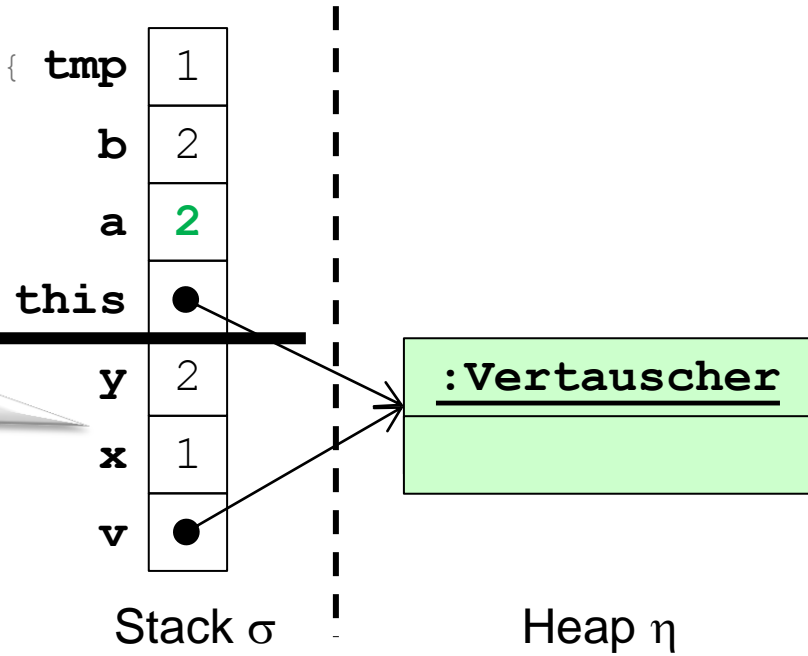 { tmp 1
b 2
a 2
this
y 2
x 1
v
:Vertauscher
Stack σ
Heap η